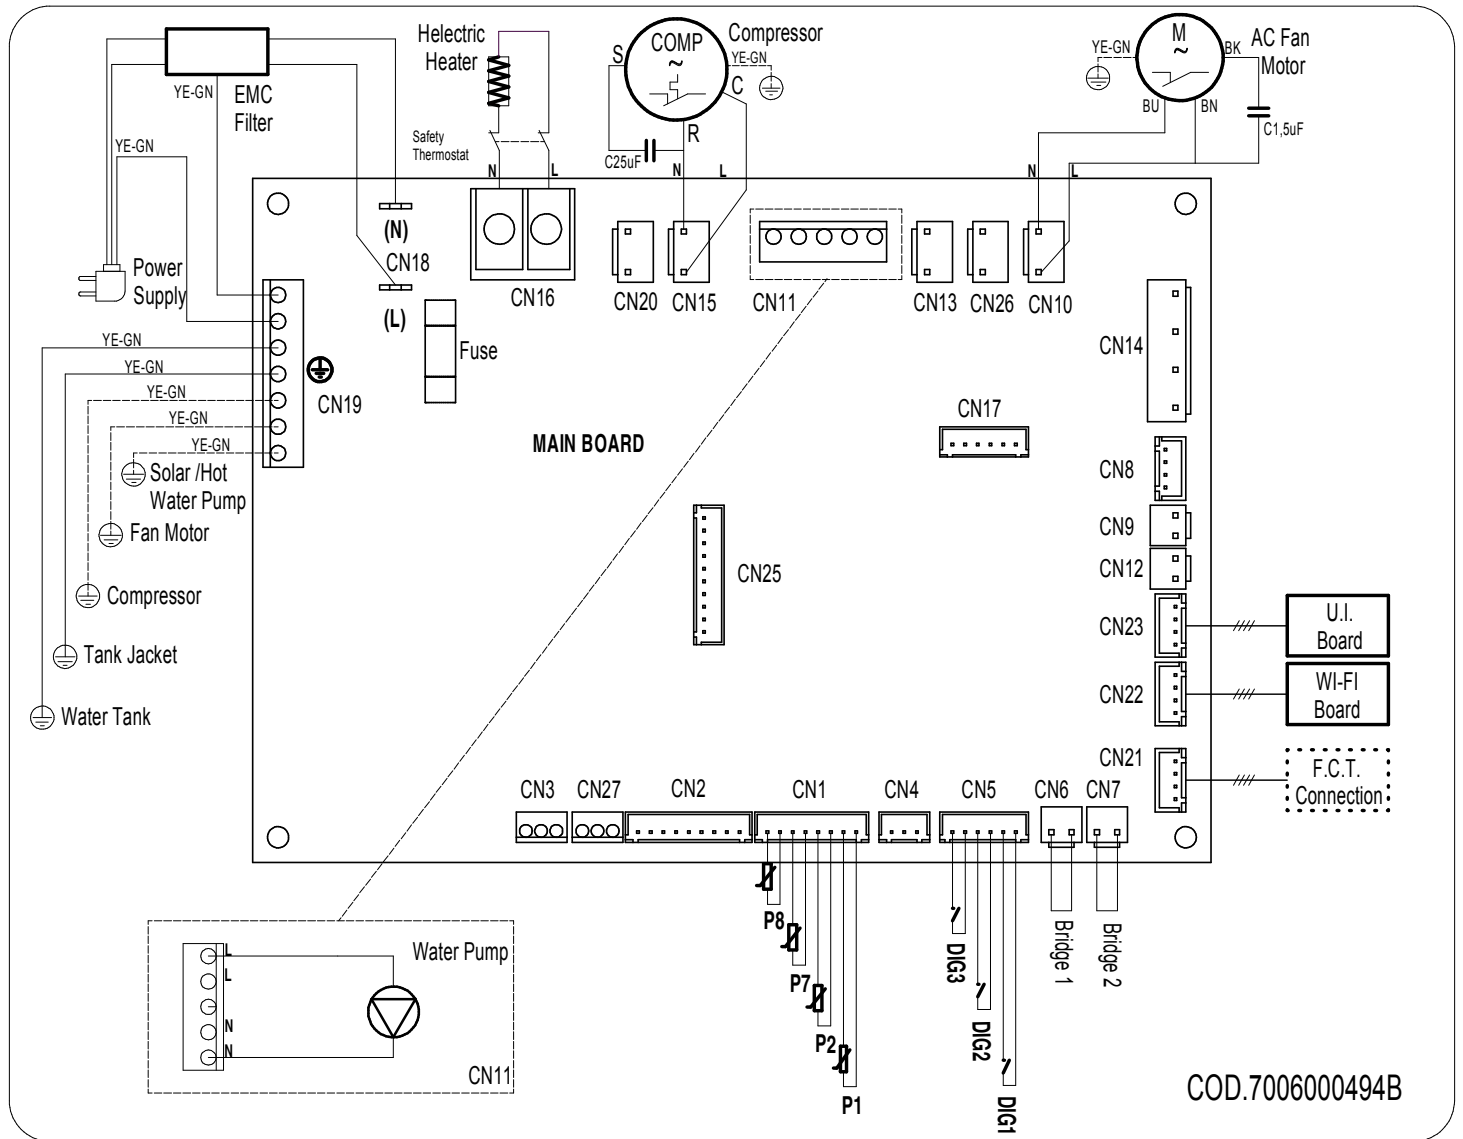 YE-GN
EMC
Filter
YE-GN
Power
Supply
Helectric
Heater
Safety
Thermostat
N
L
S
COMP
~
Compressor
YE-GN
C
R
C25uF
N
L
M
~
YE-GN
BK
AC Fan
Motor
BU
BN
C1,5uF
N
L
(N)
CN18
(L)
Fuse
CN16
CN20
CN15
CN11
CN13
CN26
CN10
YE-GN
YE-GN
YE-GN
YE-GN
YE-GN
CN19
Solar /Hot
Water Pump
Fan Motor
Compressor
Tank Jacket
Water Tank
MAIN BOARD
CN14
CN17
CN8
CN9
CN12
CN25
CN23
U.I.
Board
CN22
WI-FI
Board
CN21
F.C.T.
Connection
CN3
CN27
CN2
CN1
CN4
CN5
CN6
CN7
P8
P7
P2
P1
DIG3
DIG2
DIG1
Bridge 1
Bridge 2
Water Pump
L
L
N
N
CN11
COD.7006000494B